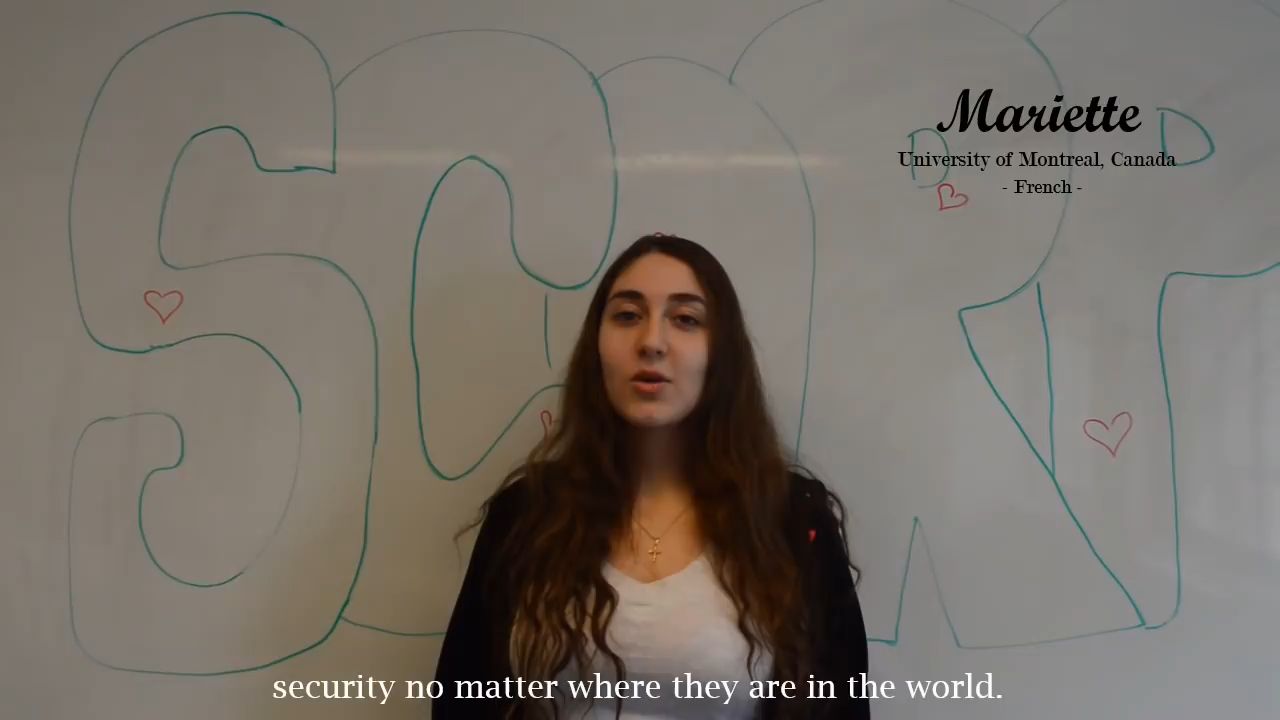 SCORP
Mariette
University of Montreal, Canada
- French -
security no matter where they are in the world.